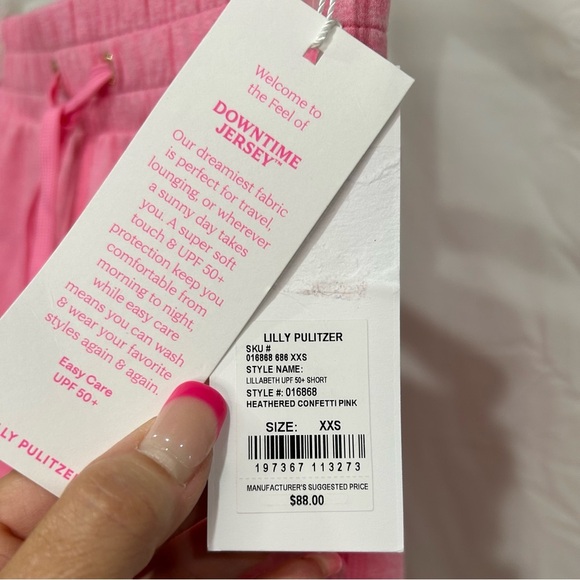 Welcome to
the Feel of
DOWNTIME
JERSEY™
Our dreamiest fabric
is perfect for travel,
lounging, or wherever
a sunny day takes
you. A super soft
touch & UPF 50+
protection keep you
comfortable from
morning to night,
while easy care
means you can wash
& wear your favorite
styles again & again.
Easy Care
UPF 50+
LLY PULITZER
LILLY PULITZER
SKU #
016868 686 XXS
STYLE NAME:
LILLABETH UPF 50+ SHORT
STYLE #: 016868
HEATHERED CONFETTI PINK
SIZE: XXS
197367 113273
MANUFACTURER'S SUGGESTED PRICE
$88.00